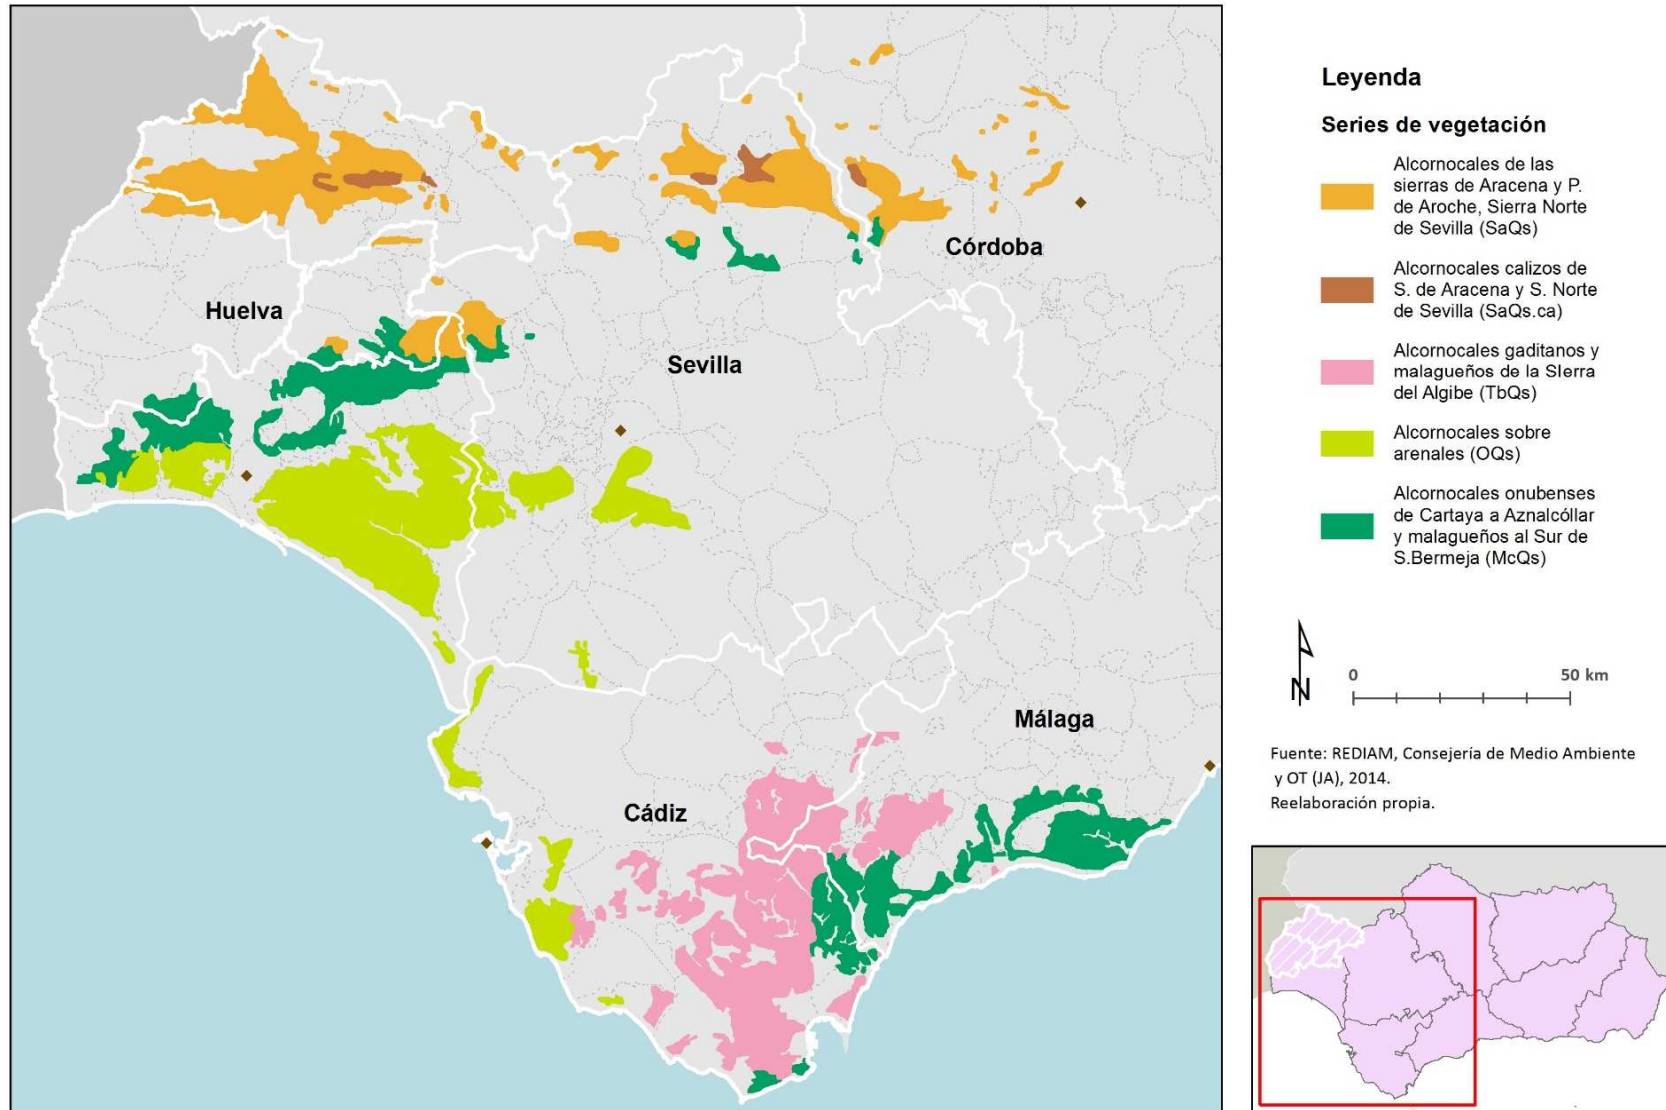 Huelva
Sevilla
Córdoba
Cádiz
Málaga
Leyenda
Series de vegetación
Alcornocales de las
sierras de Aracena y P.
de Aroche, Sierra Norte
de Sevilla (SaQs)
Alcornocales calizos de
S. de Aracena y S. Norte
de Sevilla (SaQs.ca)
Alcornocales gaditanos y
malagueños de la SIerra
del Algibe (TbQs)
Alcornocales sobre
arenales (OQs)
Alcornocales onubenses
de Cartaya a Aznalcóllar
y malagueños al Sur de
S.Bermeja (McQs)
N
0 50 km
Fuente: REDIAM, Consejería de Medio Ambiente
y OT (JA), 2014.
Reelaboración propia.